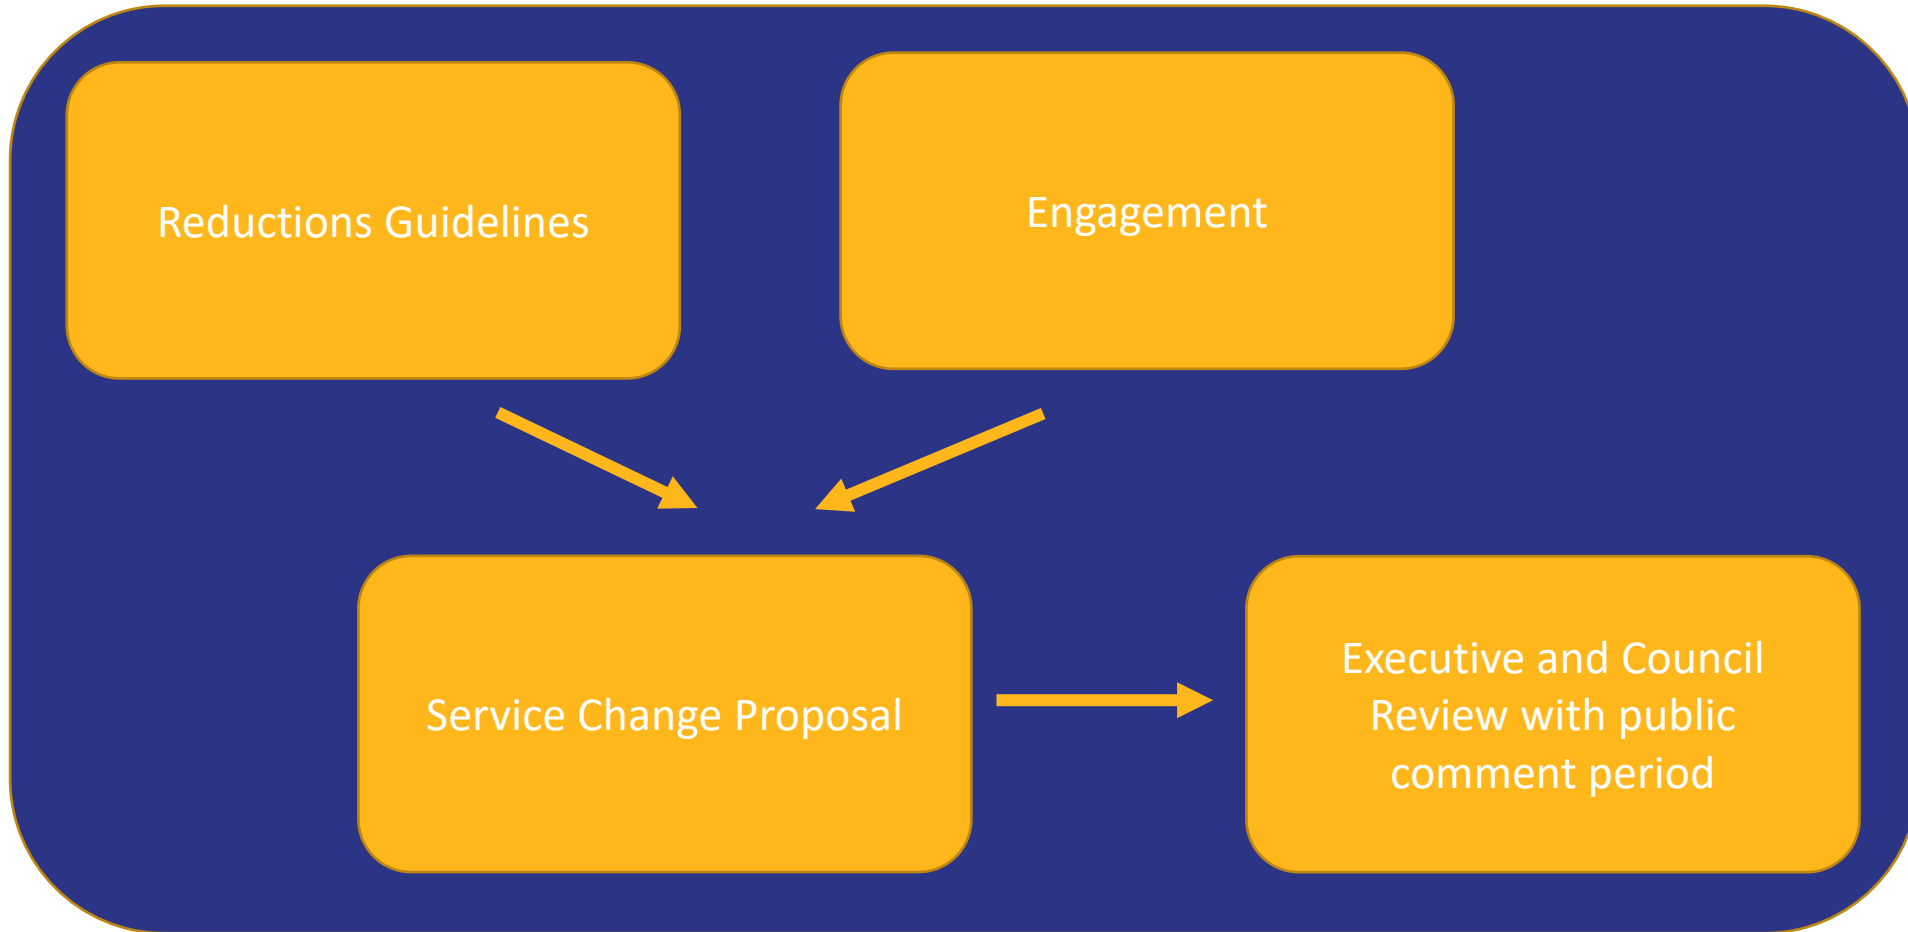 Reductions Guidelines
Engagement
Service Change Proposal
Executive and Council
Review with public
comment period